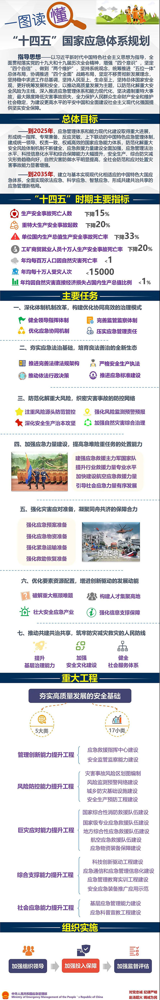 一图读懂
“十四五”国家应急体系规划
指导思想——以习近平新时代中国特色社会主义思想为指导，全
面贯彻落实党的十九大和十九届历次全会精神，增强“四个意识”，坚定
“四个自信”、做到“两个维护”，坚持系统观念，统筹推进“五位一体”
总体布局，协调推进“四个全面”战略布局，坚定不移贯彻新发展理念，
坚持稳中求进工作总基调，坚持人民至上、生命至上，坚持总体国家安全
观，更好统筹发展和安全，以推动高质量发展为主题，以防范化解重大安
全风险为主线，深入推进应急管理体系和能力现代化，坚决遏制重特大事
故，最大限度降低灾害事故损失，全力保护人民群众生命财产安全和维护
社会稳定，为建设更高水平的平安中国和全面建设社会主义现代化强国提
供坚实安全保障。
总体目标
——到2025年，应急管理体系和能力现代化建设取得重大进展，
形成统一指挥、专常兼备、反应灵敏、上下联动的中国特色应急管理体制，
建成统一领导、权责一致、权威高效的国家应急能力体系，防范化解重大
安全风险体制机制不断健全，应急救援力量建设全面加强，应急管理法治
水平、科技信息化水平和综合保障能力大幅提升，安全生产、综合防灾减
灾形势趋稳向好，自然灾害防御水平明显提高，全社会防范和应对处置灾
害事故能力显著增强。
——到2035年，建立与基本实现现代化相适应的中国特色大国应
急体系，全面实现依法应急、科学应急、智慧应急，形成共建共治共享的
应急管理新格局。
“十四五”时期主要指标
生产安全事故死亡人数 下降15%
重特大生产安全事故起数 下降20%
单位国内生产总值生产安全事故死亡率 下降33%
工矿商贸就业人员十万人生产安全事故死亡率 下降20%
年均每百万人口因自然灾害死亡率 <1
年均每十万人受灾人次 <15000
年均因自然灾害直接经济损失占国内生产总值比例 <1%
主要任务
一、深化体制机制改革，构建优化协同高效的治理模式
健全领导指挥体制 完善监管监察体制
优化应急协同机制 压实应急管理责任
二、夯实应急法治基础，培育良法善治的全新生态
推进完善法律法规架构 严格安全生产执法
推动依法行政决策 推进应急标准建设
三、防范化解重大风险，织密灾害事故的防控网络
注重风险源头防范管控 强化风险监测预警预报
深化安全生产治本攻坚 加强自然灾害综合治理
四、加强应急力量建设，提高急难险重任务的处置能力
建强应急救援主力军国家队
提升行业救援力量专业水平
加快建设航空应急救援力量
引导社会应急力量有序发展
五、强化灾害应对准备，凝聚同舟共济的保障合力
强化应急预案准备
强化应急物资准备
强化紧急运输准备
强化救助恢复准备
应急使命
六、优化要素资源配置，增进创新驱动的发展动能
破解重大瓶颈难题 构建人才集聚高地
壮大安全应急产业 强化信息支撑保障
七、推动共建共治共享，筑牢防灾减灾救灾的人民防线
提升 加强 健全
基层治理能力 安全文化建设 社会服务体系
重大工程
夯实高质量发展的安全基础
5大类 17小类
管理创新能力提升工程
应急救援指挥中心建设
安全监管监察能力建设
风险防控能力提升工程
灾害事故风险区划图编制
风险监测预警网络建设
城乡防灾基础设施建设
安全生产预防工程建设
巨灾应对能力提升工程
国家综合性消防救援队伍建设
国家级专业应急救援队伍建设
地方综合性应急救援队伍建设
航空应急救援队伍建设
应急物资装备保障建设
综合支撑能力提升工程
科技创新驱动工程建设
应急通信和应急管理信息化建设
应急管理教育实训工程建设
安全应急装备推广应用示范
社会应急能力提升工程
基层应急管理能力建设
应急科普宣教工程建设
组织实施
加强组织领导 加强投入保障 加强监督评估
中华人民共和国应急管理部
Ministry of Emergency Management of the People's Republic of China
对党忠诚 纪律严明
赴汤蹈火 竭诚为民